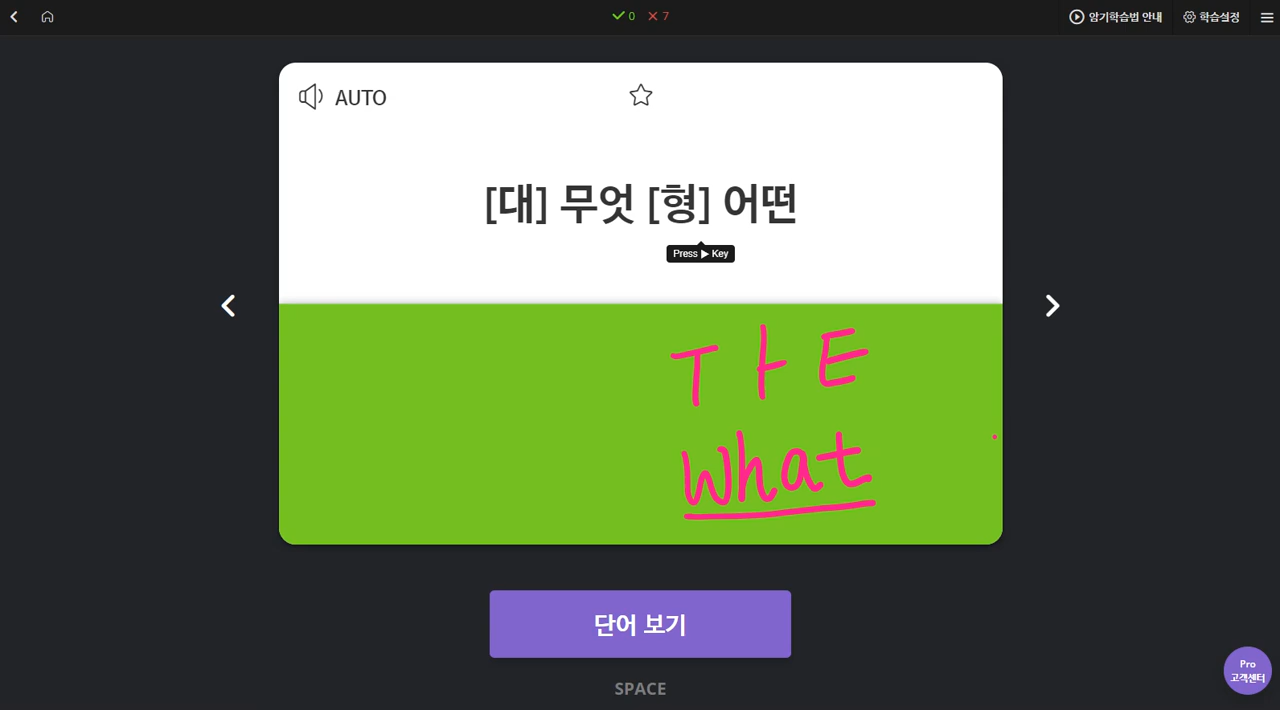 0 7 암기학습법 안내 학습설정
AUTO
[대] 무엇 [형] 어떤
Press ▶ Key
T ㅏ E
what
단어 보기
SPACE
Pro
고객센터